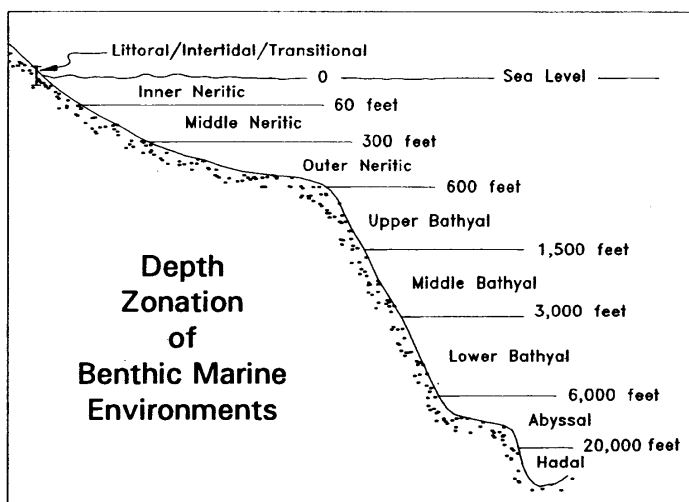 Littoral/Intertidal/Transitional
0 Sea Level
Inner Neritic
60 feet
Middle Neritic
300 feet
Outer Neritic
600 feet
Upper Bathyal
1,500 feet
Middle Bathyal
3,000 feet
Lower Bathyal
6,000 feet
Abyssal
20,000 feet
Hadal
Depth
Zonation
of
Benthic Marine
Environments